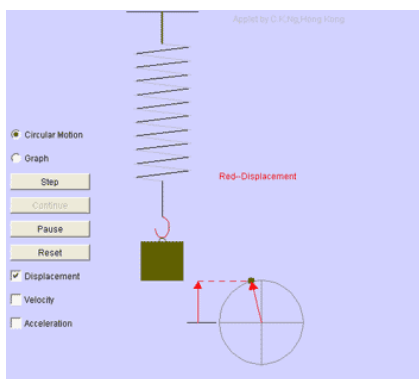 Applet by C.K.Ng,Hong Kong
Circular Motion
Graph
Red--Displacement
Step
Continue
Pause
Reset
Displacement
Velocity
Acceleration